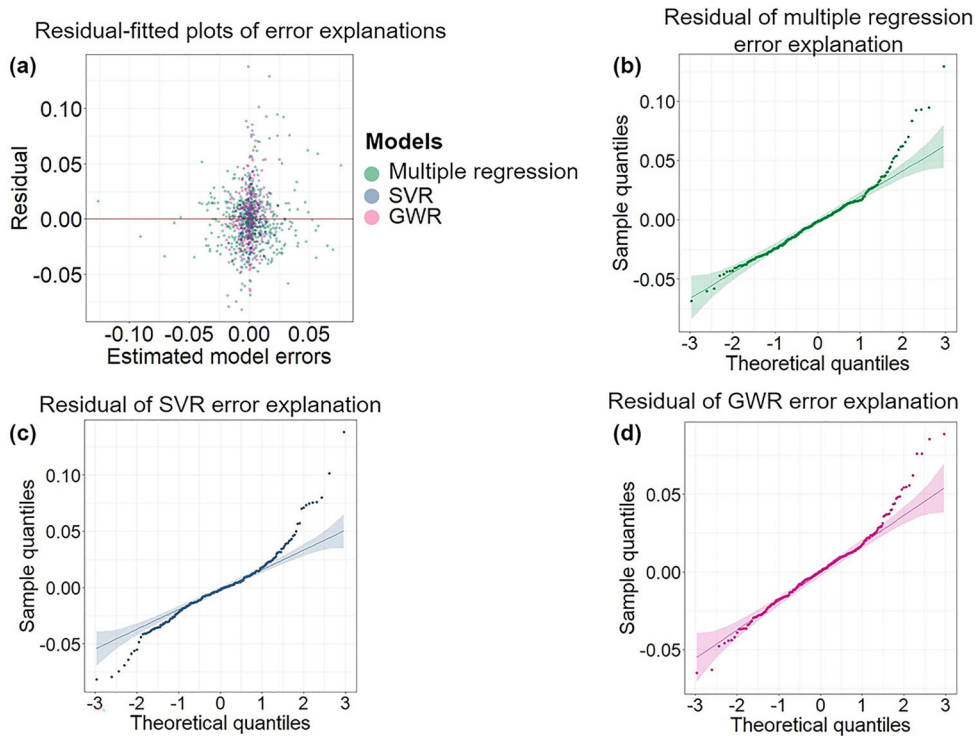 Residual-fitted plots of error explanations
(a)
0.10
0.05
0.00
-0.05
Residual
-0.10 -0.05 0.00 0.05
Estimated model errors
Models
Multiple regression
SVR
GWR
Residual of multiple regression
error explanation
(b)
0.10
0.05
0.00
-0.05
Sample quantiles
-3 -2 -1 0 1 2 3
Theoretical quantiles
Residual of SVR error explanation
(c)
0.10
0.05
0.00
-0.05
Sample quantiles
-3 -2 -1 0 1 2 3
Theoretical quantiles
Residual of GWR error explanation
(d)
0.05
0.00
-0.05
Sample quantiles
-3 -2 -1 0 1 2 3
Theoretical quantiles